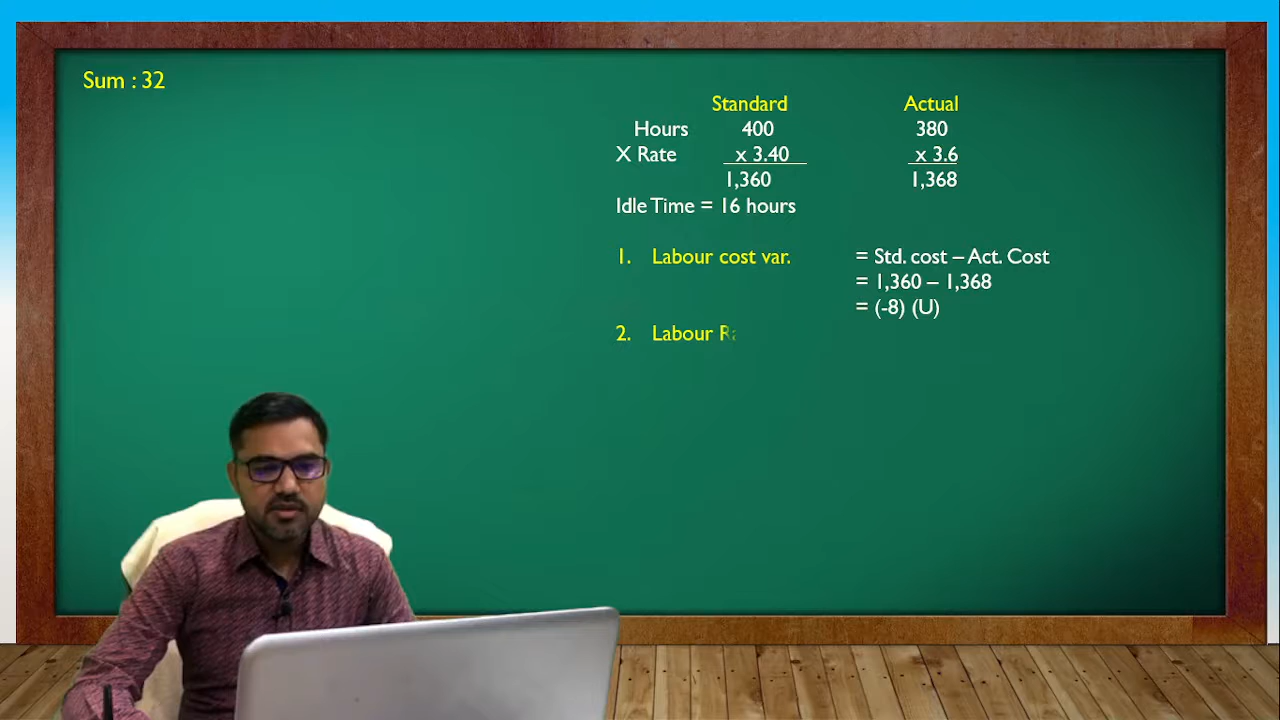 Sum : 32
Standard Actual
Hours 400 380
X Rate x 3.40 x 3.6
1,360 1,368
Idle Time = 16 hours
1. Labour cost var. = Std. cost – Act. Cost
= 1,360 – 1,368
= (-8) (U)
2. Labour Ra